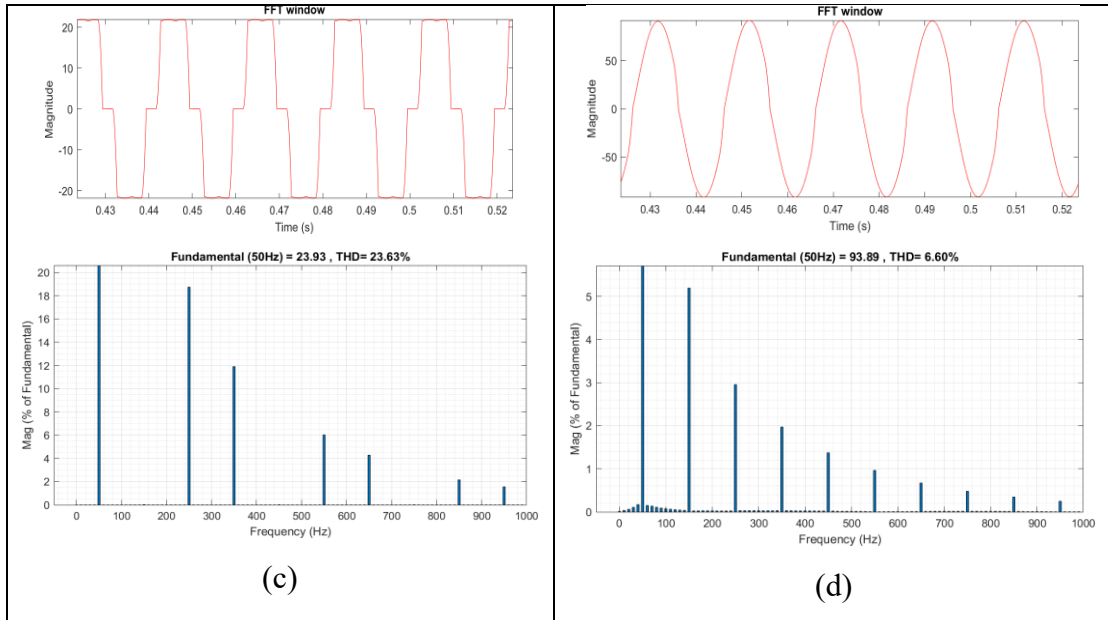 FFT window
20
10
0
-10
-20
Magnitude
0.43 0.44 0.45 0.46 0.47 0.48 0.49 0.5 0.51 0.52
Time (s)
Fundamental (50Hz) = 23.93 , THD= 23.63%
20
18
16
14
12
10
8
6
4
2
0
Mag (% of Fundamental)
0 100 200 300 400 500 600 700 800 900 1000
Frequency (Hz)
(c)
FFT window
50
0
-50
Magnitude
0.43 0.44 0.45 0.46 0.47 0.48 0.49 0.5 0.51 0.52
Time (s)
Fundamental (50Hz) = 93.89 , THD= 6.60%
5
4
3
2
1
0
Mag (% of Fundamental)
0 100 200 300 400 500 600 700 800 900 1000
Frequency (Hz)
(d)